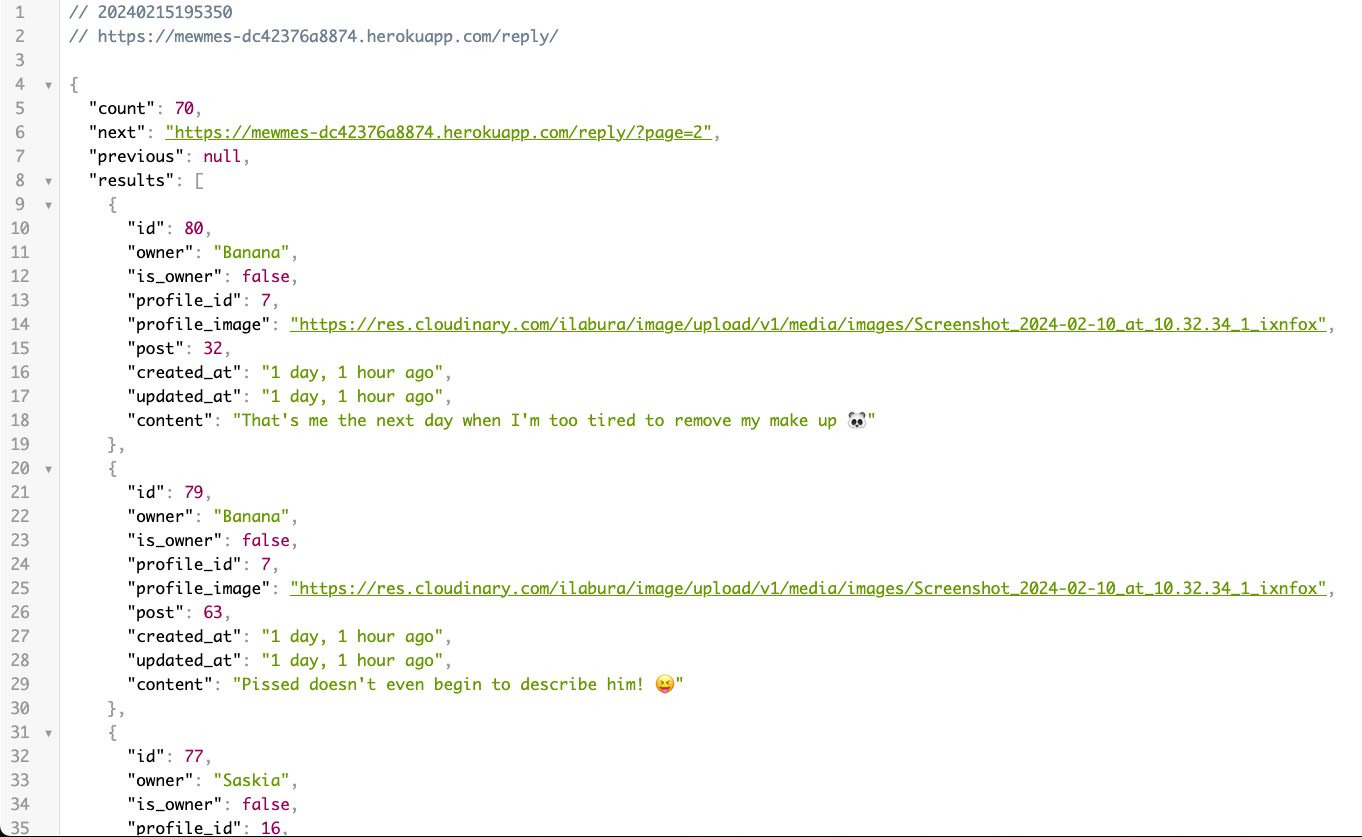 1 // 20240215195350
2 // https://mewmes-dc42376a8874.herokuapp.com/reply/
3
4 {
5 "count": 70,
6 "next": "https://mewmes-dc42376a8874.herokuapp.com/reply/?page=2",
7 "previous": null,
8 "results": [
9 {
10 "id": 80,
11 "owner": "Banana",
12 "is_owner": false,
13 "profile_id": 7,
14 "profile_image": "https://res.cloudinary.com/ilabura/image/upload/v1/media/images/Screenshot_2024-02-10_at_10.32.34_1_ixnfox",
15 "post": 32,
16 "created_at": "1 day, 1 hour ago",
17 "updated_at": "1 day, 1 hour ago",
18 "content": "That's me the next day when I'm too tired to remove my make up 🐼"
19 },
20 {
21 "id": 79,
22 "owner": "Banana",
23 "is_owner": false,
24 "profile_id": 7,
25 "profile_image": "https://res.cloudinary.com/ilabura/image/upload/v1/media/images/Screenshot_2024-02-10_at_10.32.34_1_ixnfox",
26 "post": 63,
27 "created_at": "1 day, 1 hour ago",
28 "updated_at": "1 day, 1 hour ago",
29 "content": "Pissed doesn't even begin to describe him! 😝"
30 },
31 {
32 "id": 77,
33 "owner": "Saskia",
34 "is_owner": false,
35 "profile_id": 16,